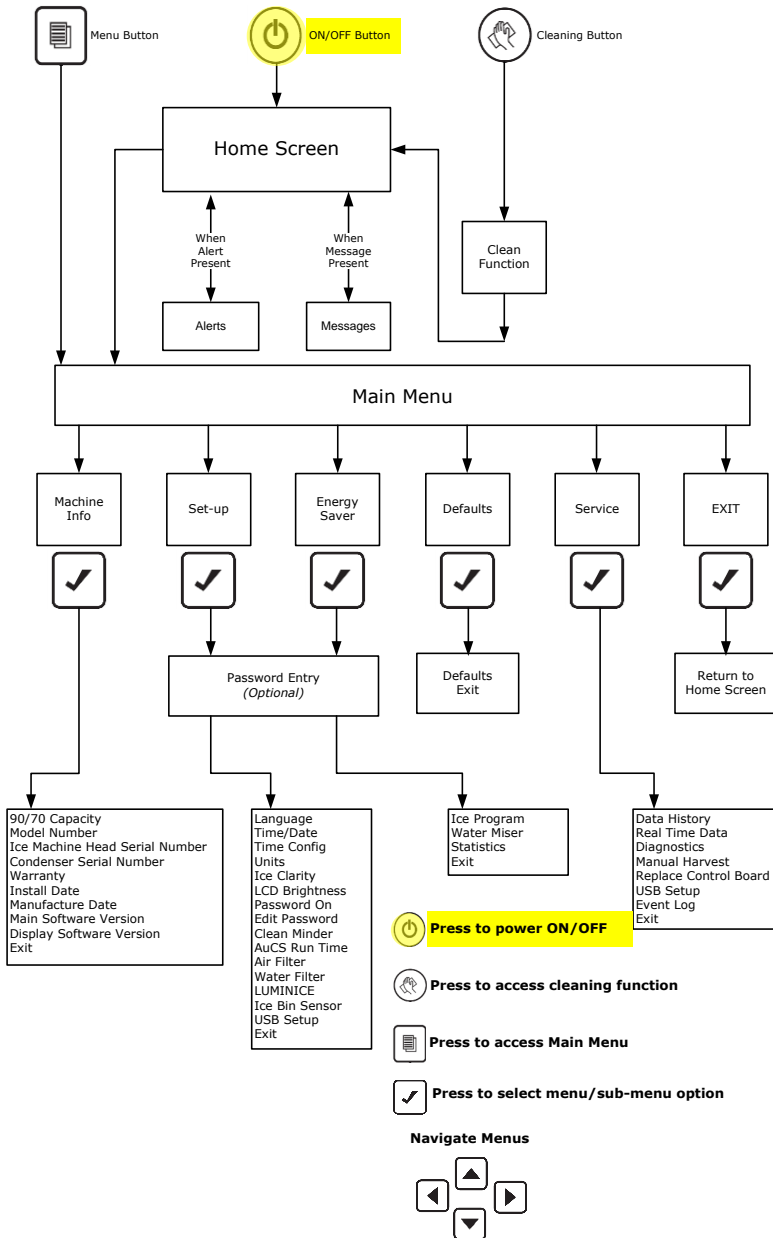 Menu Button
ON/OFF Button
Cleaning Button
Home Screen
When
Alert
Present
When
Message
Present
Clean
Function
Alerts
Messages
Main Menu
Machine
Info
Set-up
Energy
Saver
Defaults
Service
EXIT
Password Entry
(Optional)
Defaults
Exit
Return to
Home Screen
90/70 Capacity
Model Number
Ice Machine Head Serial Number
Condenser Serial Number
Warranty
Install Date
Manufacture Date
Main Software Version
Display Software Version
Exit
Language
Time/Date
Time Config
Units
Ice Clarity
LCD Brightness
Password On
Edit Password
Clean Minder
AuCS Run Time
Air Filter
Water Filter
LUMINICE
Ice Bin Sensor
USB Setup
Exit
Ice Program
Water Miser
Statistics
Exit
Data History
Real Time Data
Diagnostics
Manual Harvest
Replace Control Board
USB Setup
Event Log
Exit
Press to power ON/OFF
Press to access cleaning function
Press to access Main Menu
Press to select menu/sub-menu option
Navigate Menus